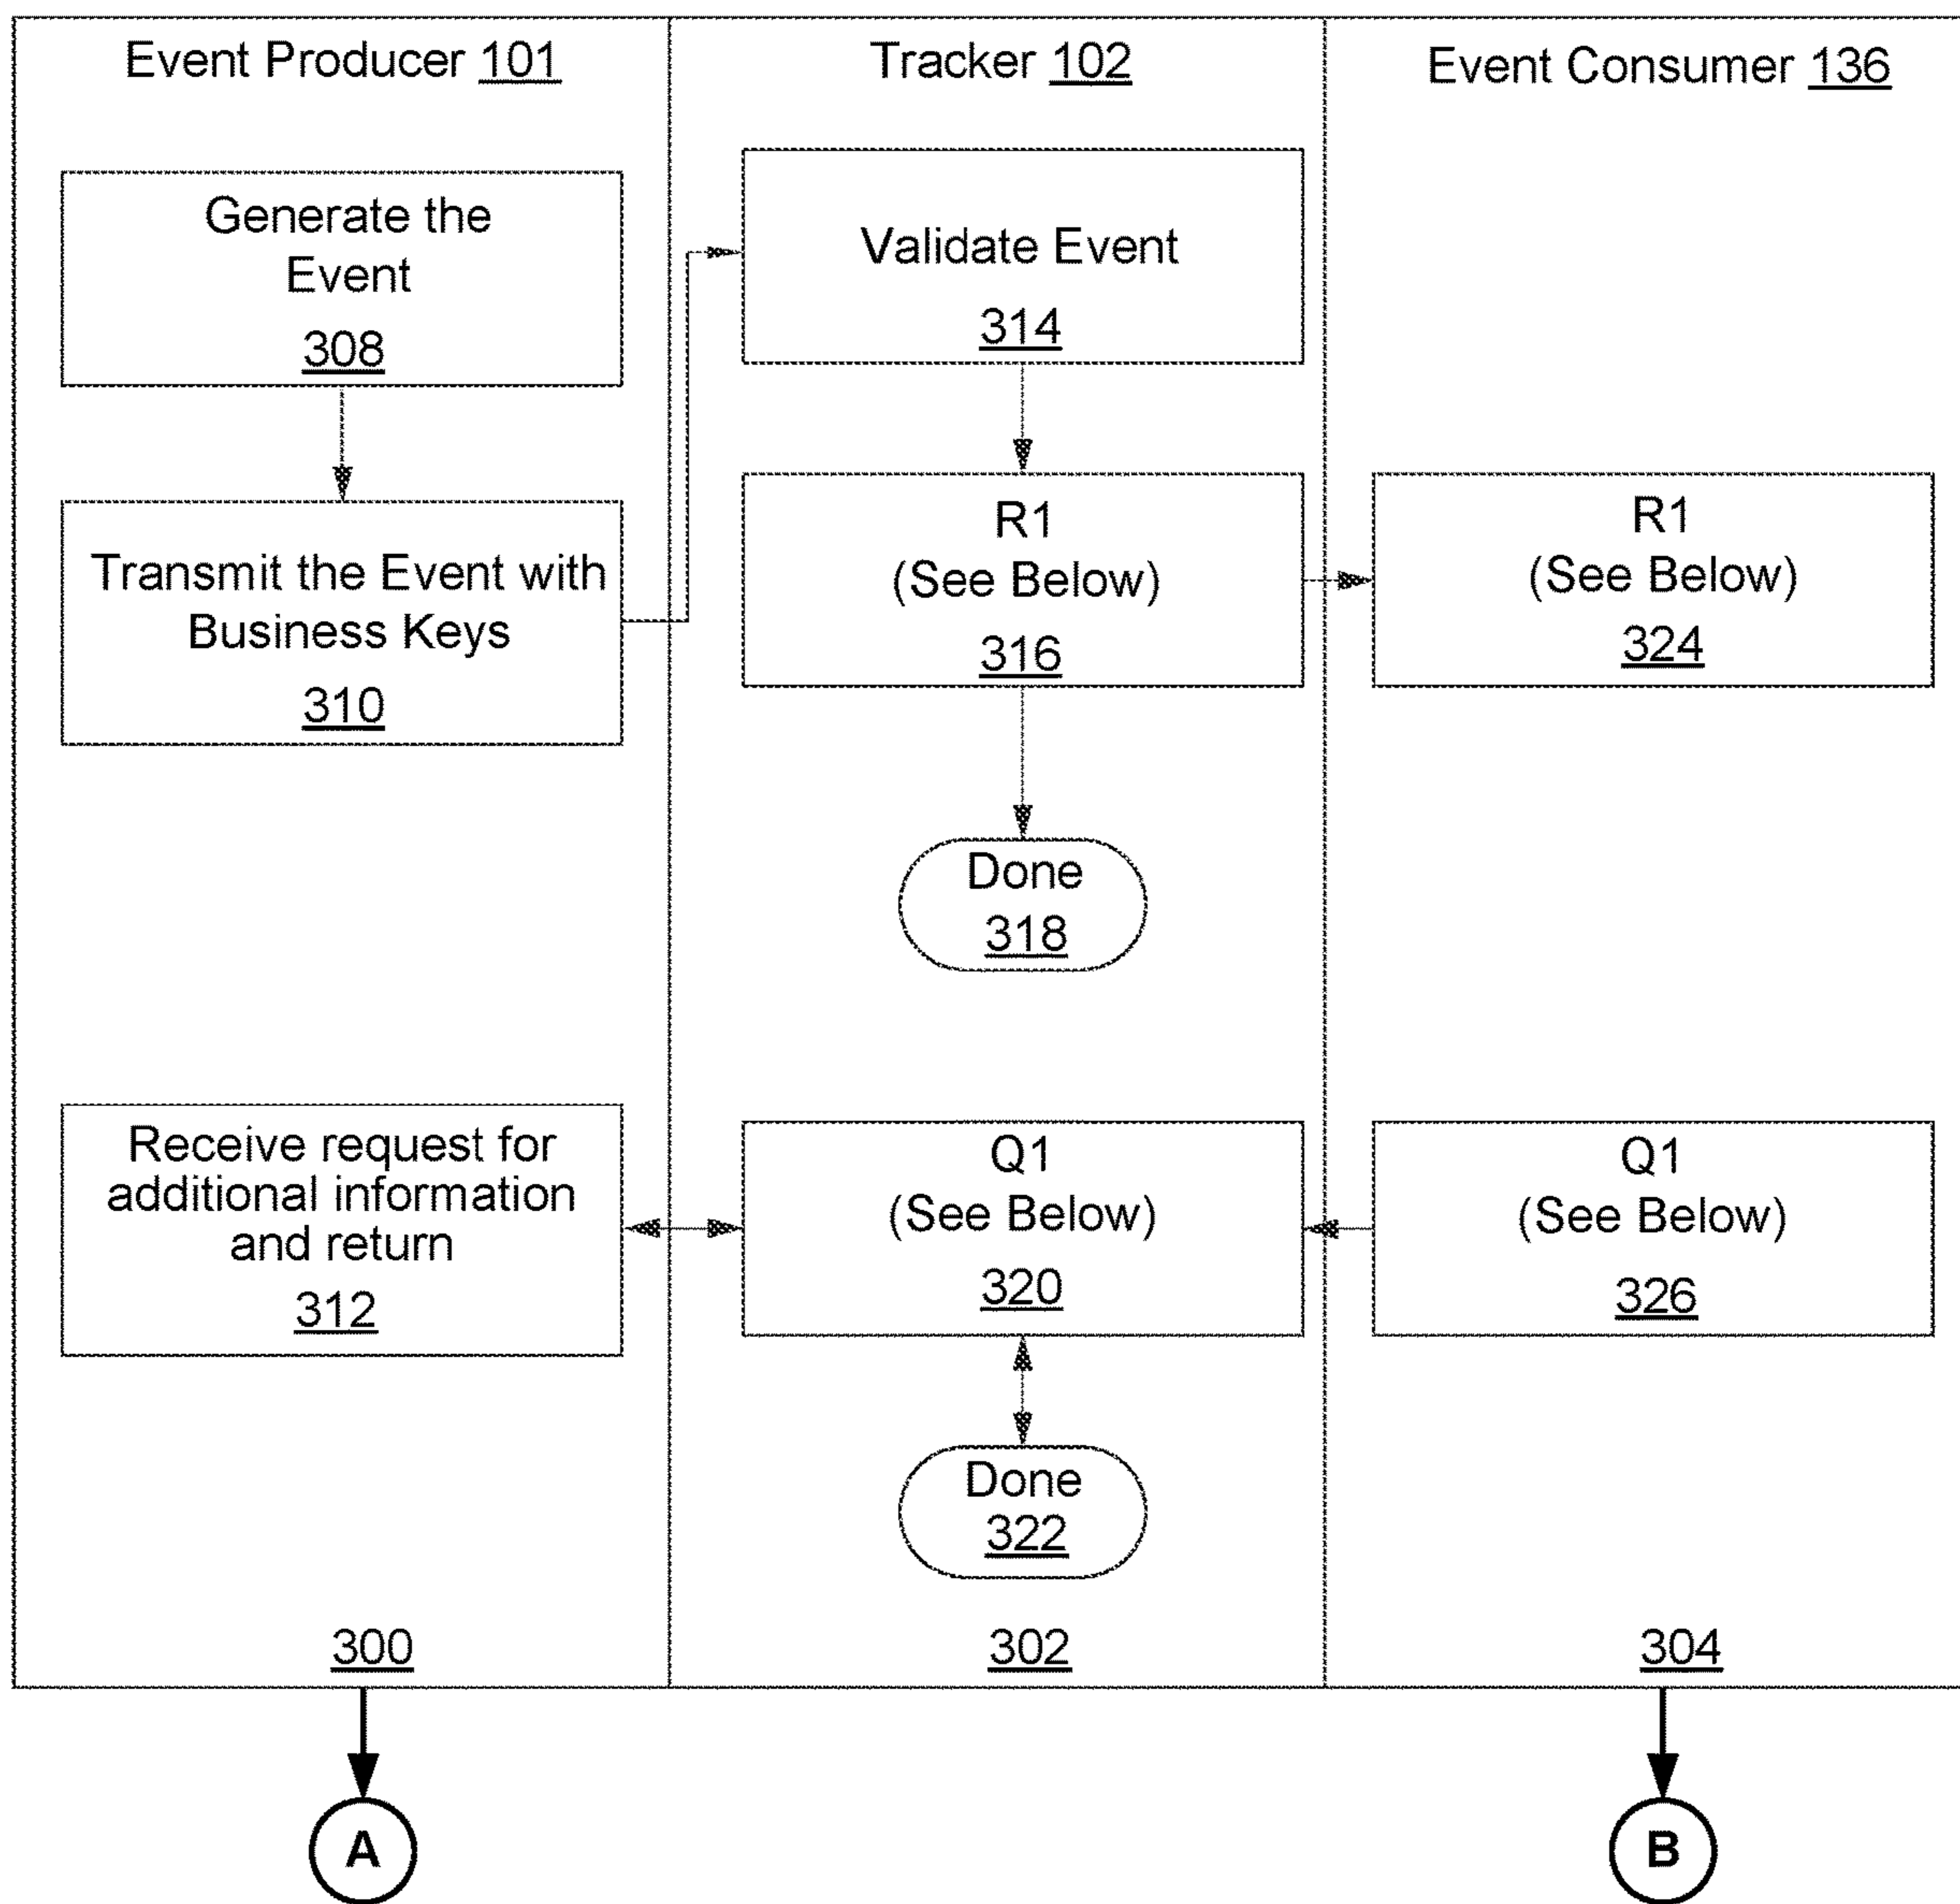 Event Producer 101
Generate the
Event
308
Transmit the Event with
Business Keys
310
Receive request for
additional information
and return
312
300
Tracker 102
Validate Event
314
R1
(See Below)
316
Done
318
Q1
(See Below)
320
Done
322
302
Event Consumer 136
R1
(See Below)
324
Q1
(See Below)
326
304
A
B